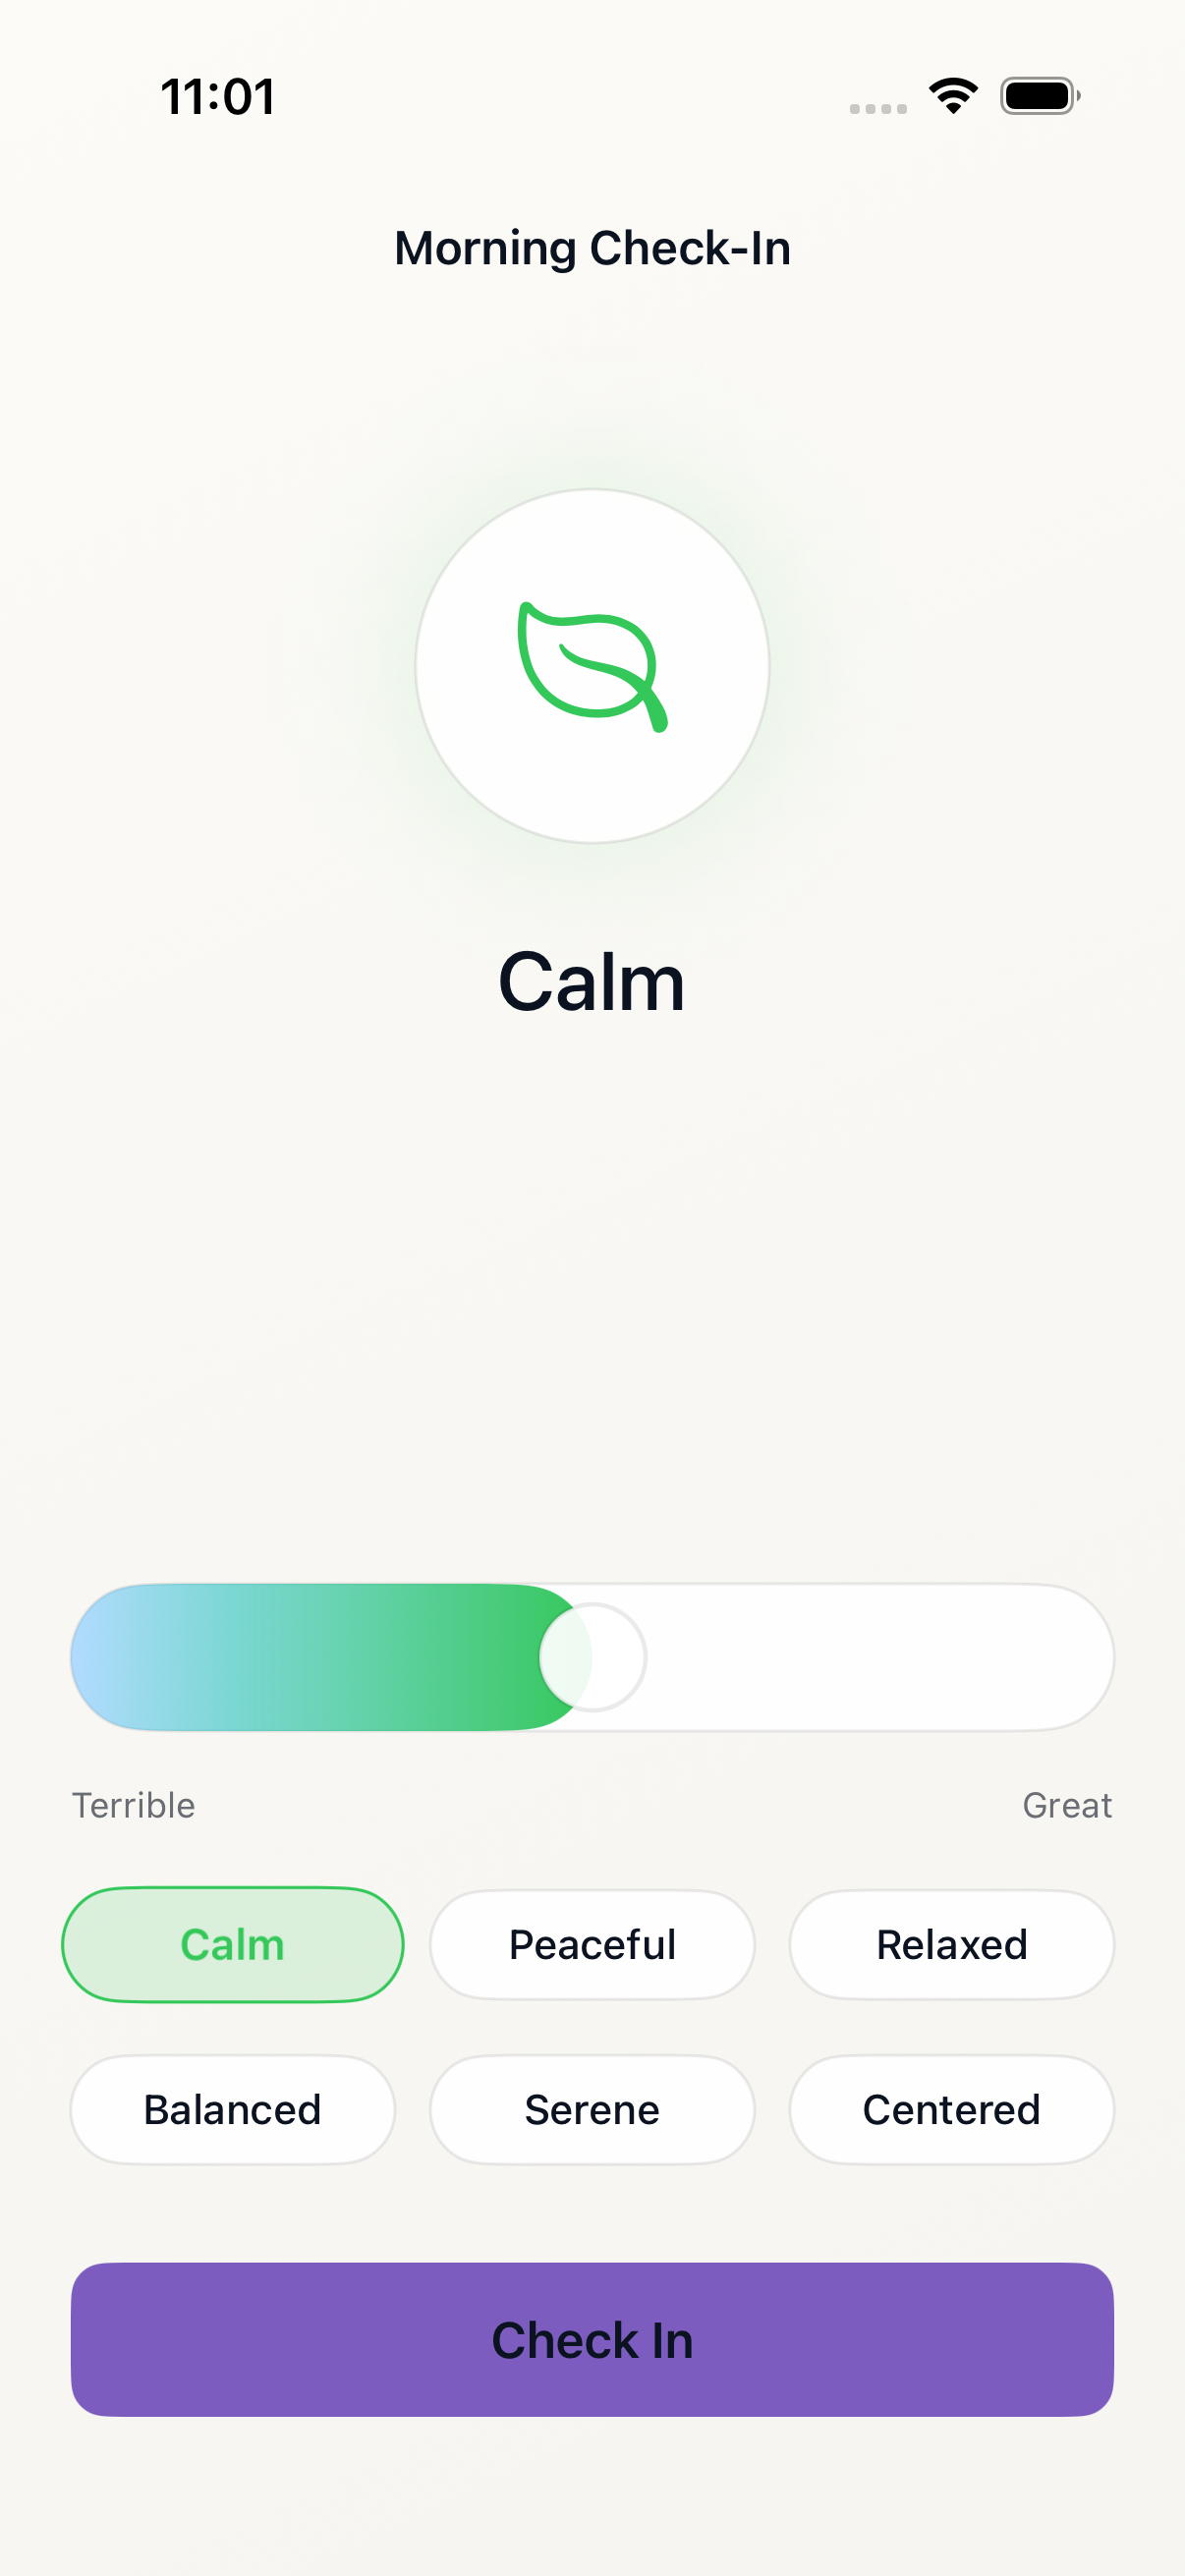 11:01
Morning Check-In
Calm
Terrible Great
Calm Peaceful Relaxed
Balanced Serene Centered
Check In